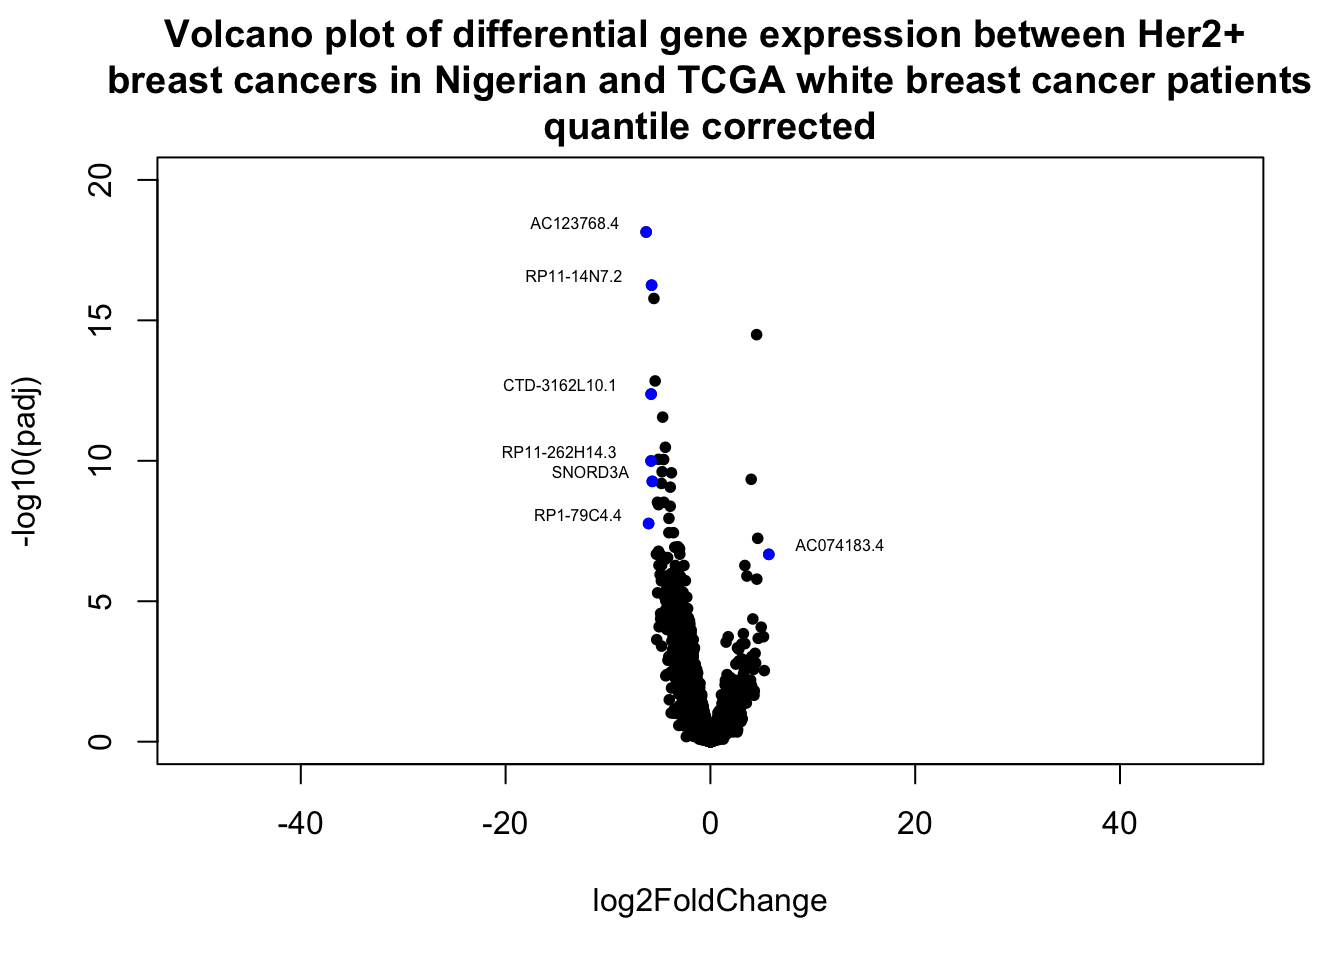 Volcano plot of differential gene expression between Her2+
breast cancers in Nigerian and TCGA white breast cancer patients
quantile corrected
20
AC123768.4
RP11-14N7.2
15
CTD-3162L10.1
-log10(padj)
10
RP11-262H14.3
SNORD3A
RP1-79C4.4
AC074183.4
5
0
-40
-20
0
20
40
log2FoldChange